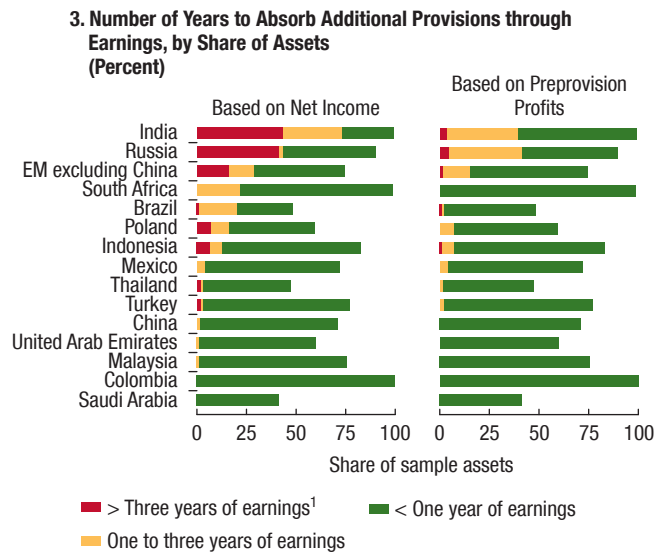 3. Number of Years to Absorb Additional Provisions through
Earnings, by Share of Assets
(Percent)
Based on Net Income
Based on Preprovision
Profits
India
Russia
EM excluding China
South Africa
Brazil
Poland
Indonesia
Mexico
Thailand
Turkey
China
United Arab Emirates
Malaysia
Colombia
Saudi Arabia
0 25 50 75 100
0 25 50 75 100
Share of sample assets
> Three years of earnings1
< One year of earnings
One to three years of earnings